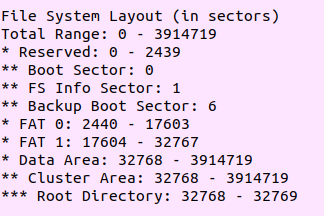 File System Layout (in sectors)
Total Range: 0 - 3914719
* Reserved: 0 - 2439
** Boot Sector: 0
** FS Info Sector: 1
** Backup Boot Sector: 6
* FAT 0: 2440 - 17603
* FAT 1: 17604 - 32767
* Data Area: 32768 - 3914719
** Cluster Area: 32768 - 3914719
*** Root Directory: 32768 - 32769